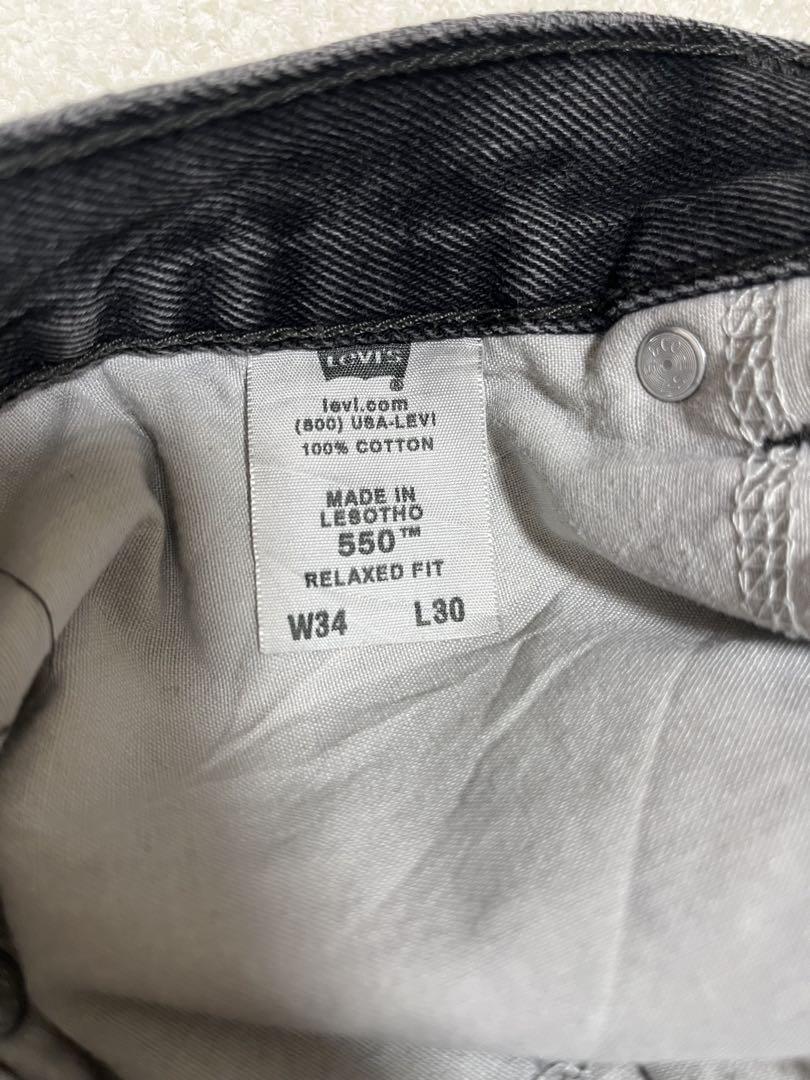 LEVI'S
®
levi.com
(800) USA-LEVI
100% COTTON
MADE IN
LESOTHO
550™
RELAXED FIT
W34 L30